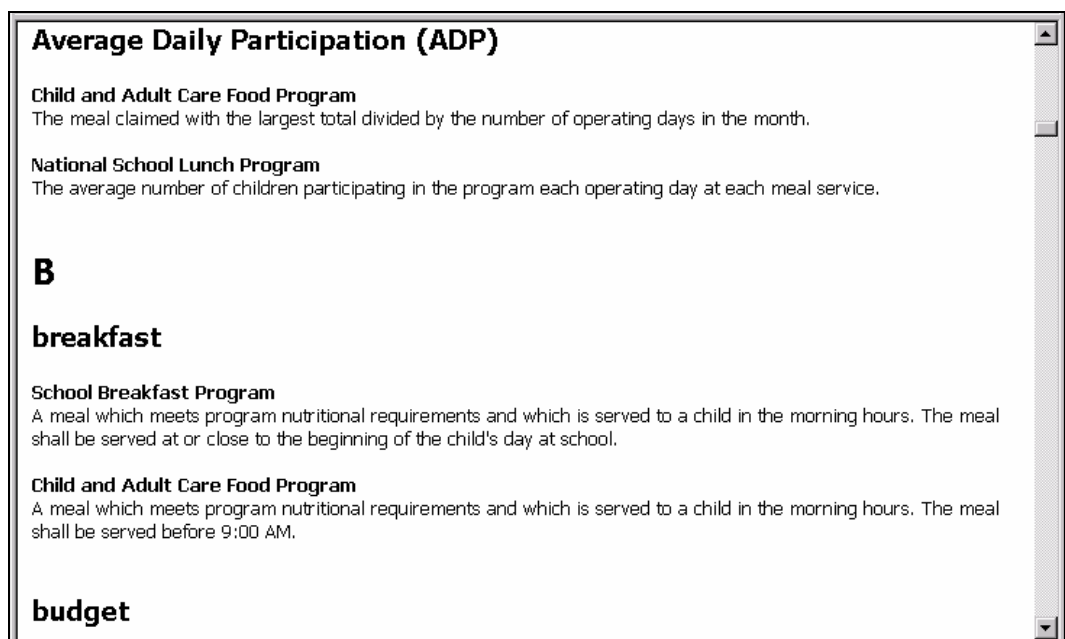 Average Daily Participation (ADP)
Child and Adult Care Food Program
The meal claimed with the largest total divided by the number of operating days in the month.
National School Lunch Program
The average number of children participating in the program each operating day at each meal service.
B
breakfast
School Breakfast Program
A meal which meets program nutritional requirements and which is served to a child in the morning hours. The meal
shall be served at or close to the beginning of the child's day at school.
Child and Adult Care Food Program
A meal which meets program nutritional requirements and which is served to a child in the morning hours. The meal
shall be served before 9:00 AM.
budget